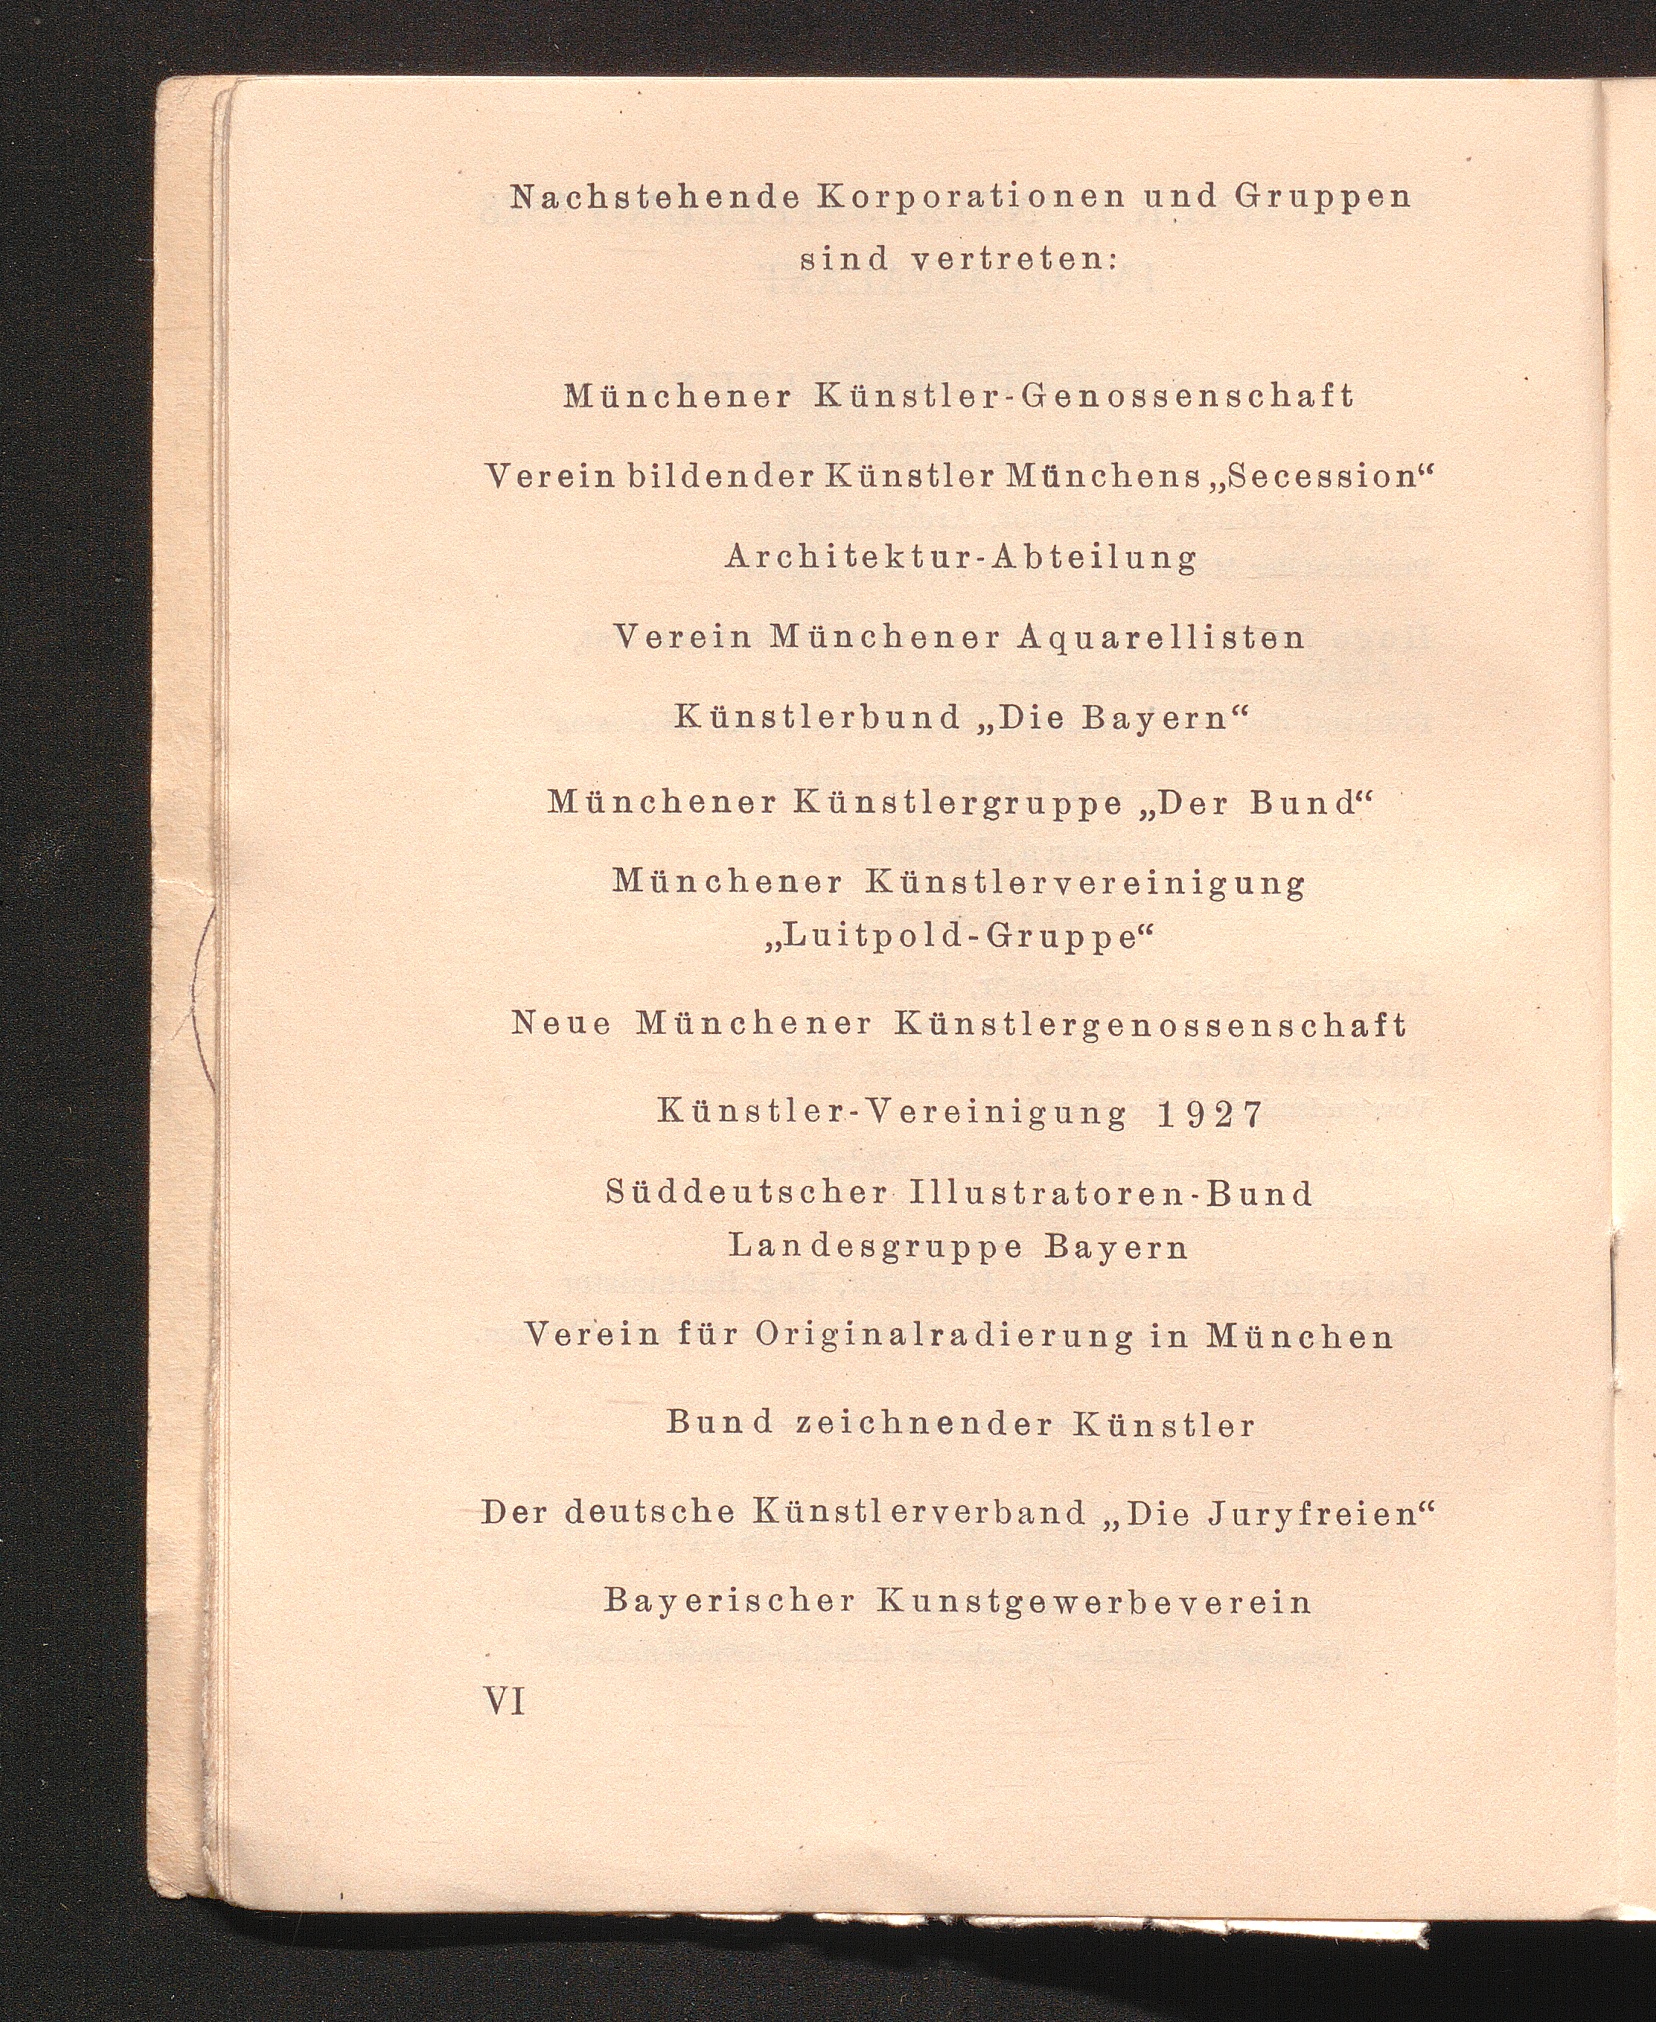 Nachstehende Korporationen und Gruppen
sind vertreten:
Münchener Künstler-Genossenschaft
Verein bildender Künstler Münchens „Secession“
Architektur-Abteilung
Verein Münchener Aquarellisten
Künstlerbund „Die Bayern“
Münchener Künstlergruppe „Der Bund“
Münchener Künstlervereinigung
„Luitpold-Gruppe“
Neue Münchener Künstlergenossenschaft
Künstler-Vereinigung 1927
Süddeutscher Illustratoren-Bund
Landesgruppe Bayern
Verein für Originalradierung in München
Bund zeichnender Künstler
Der deutsche Künstlerverband „Die Juryfreien“
Bayerischer Kunstgewerbeverein
VI